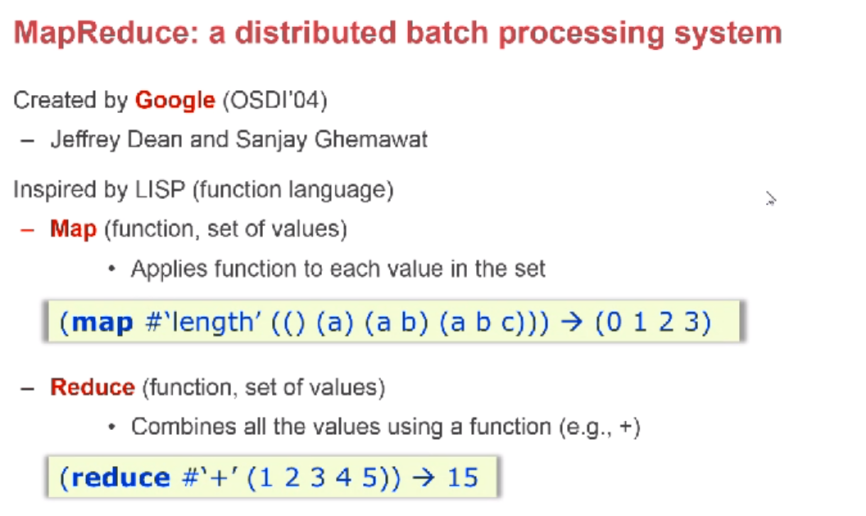 MapReduce: a distributed batch processing system
Created by Google (OSDI'04)
– Jeffrey Dean and Sanjay Ghemawat
Inspired by LISP (function language)
– Map (function, set of values)
• Applies function to each value in the set
(map #‘length’ (() (a) (a b) (a b c))) → (0 1 2 3)
– Reduce (function, set of values)
• Combines all the values using a function (e.g., +)
(reduce #‘+’ (1 2 3 4 5)) → 15